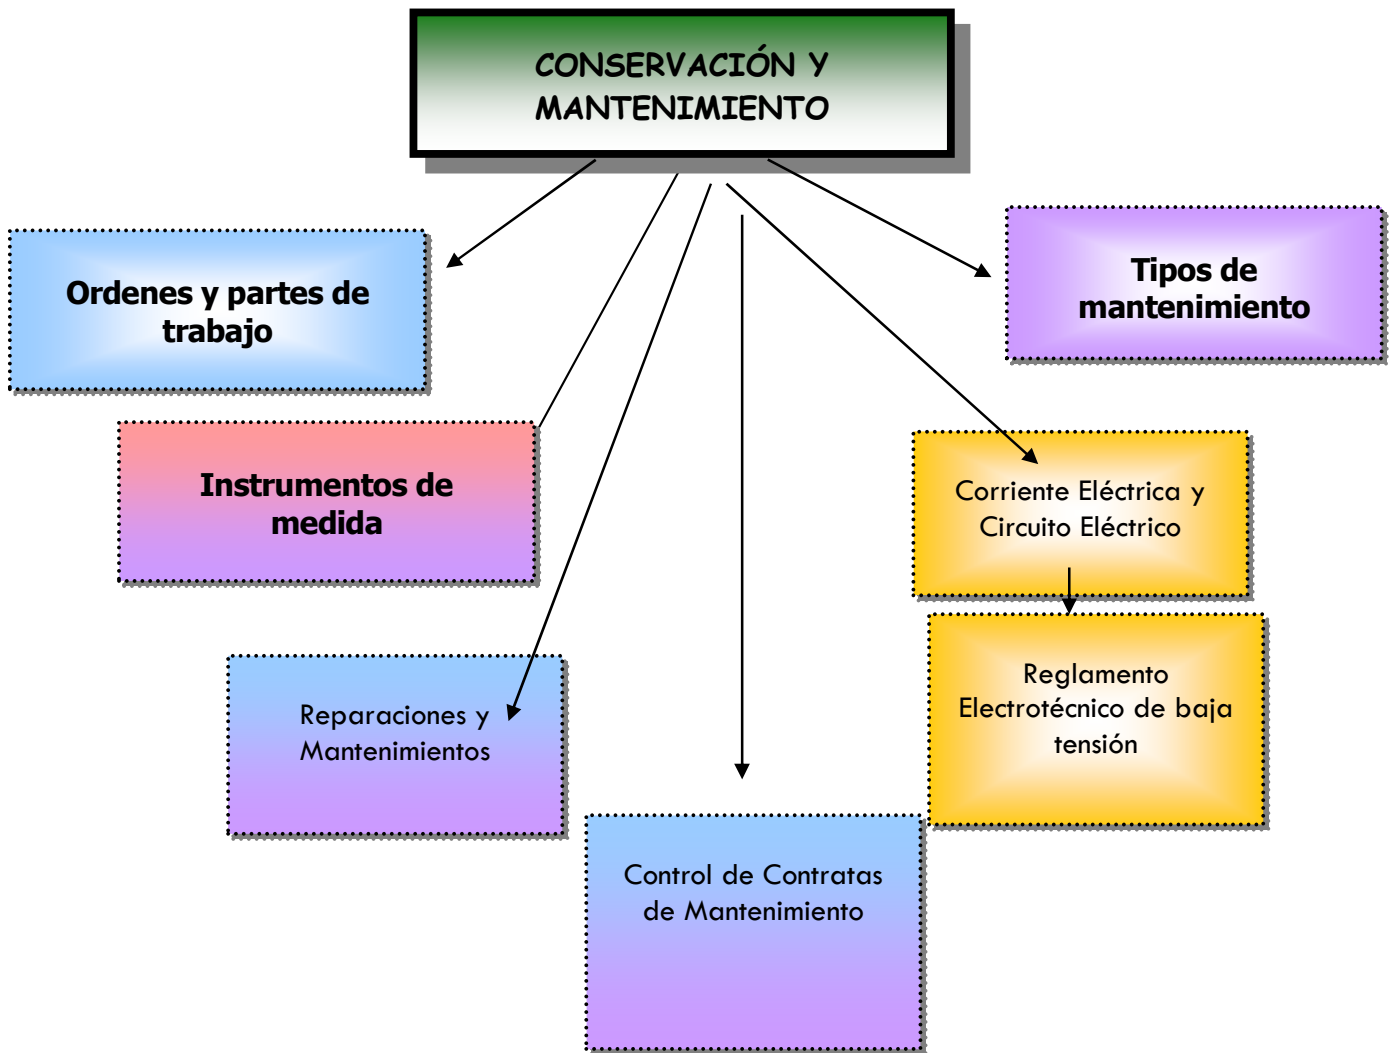 CONSERVACIÓN Y
MANTENIMIENTO
Ordenes y partes de
trabajo
Tipos de
mantenimiento
Instrumentos de
medida
Corriente Eléctrica y
Circuito Eléctrico
Reparaciones y
Mantenimientos
Reglamento
Electrotécnico de baja
tensión
Control de Contratas
de Mantenimiento